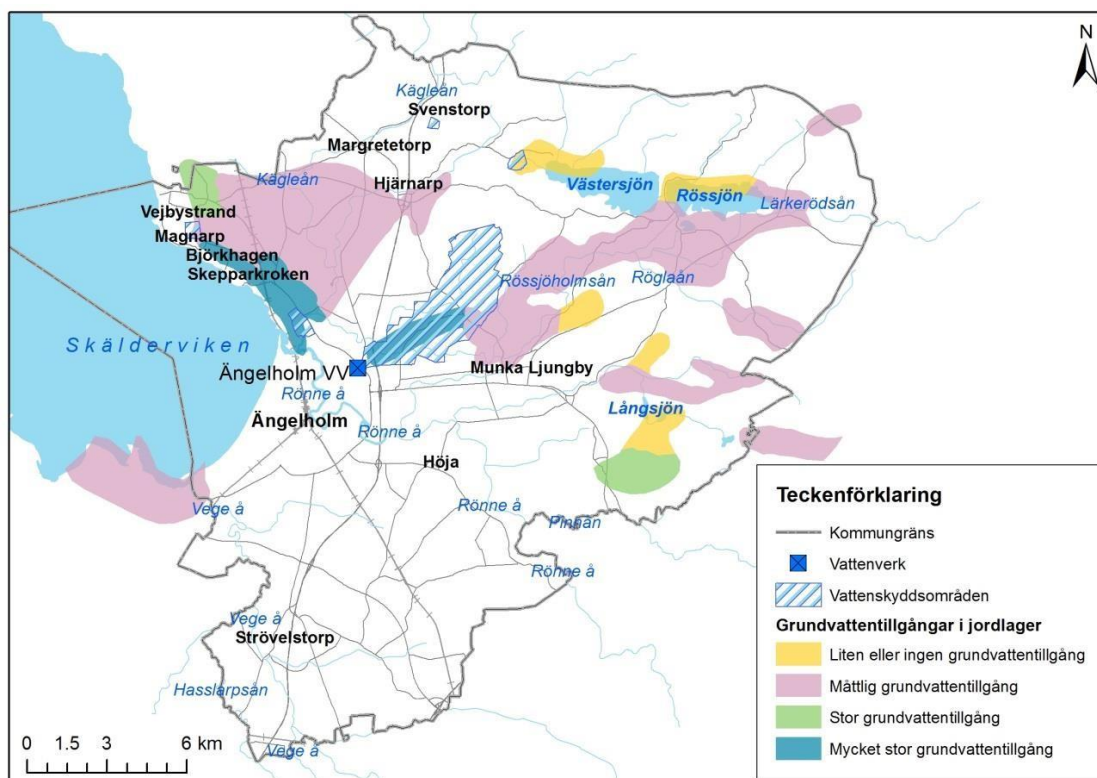 N
Kägleån
Svenstorp
Margretetorp
Kägleån
Hjärnarp
Västersjön
Rössjön
Lärkerödsån
Vejbystrand
Magnarp
Björkhagen
Skepparkroken
Rössjöholmsån
Röglaån
Skälderviken
Ängelholm VV
Munka Ljungby
Rönne å
Ängelholm
Långsjön
Rönne å
Höja
Vege å
Rönne å
Pinnån
Rönne å
Vege å
Strövelstorp
Hasslarpsån
Vege å
0 1.5 3 6 km
Teckenförklaring
Kommungräns
Vattenverk
Vattenskyddsområden
Grundvattentillgångar i jordlager
Liten eller ingen grundvattentillgång
Måttlig grundvattentillgång
Stor grundvattentillgång
Mycket stor grundvattentillgång